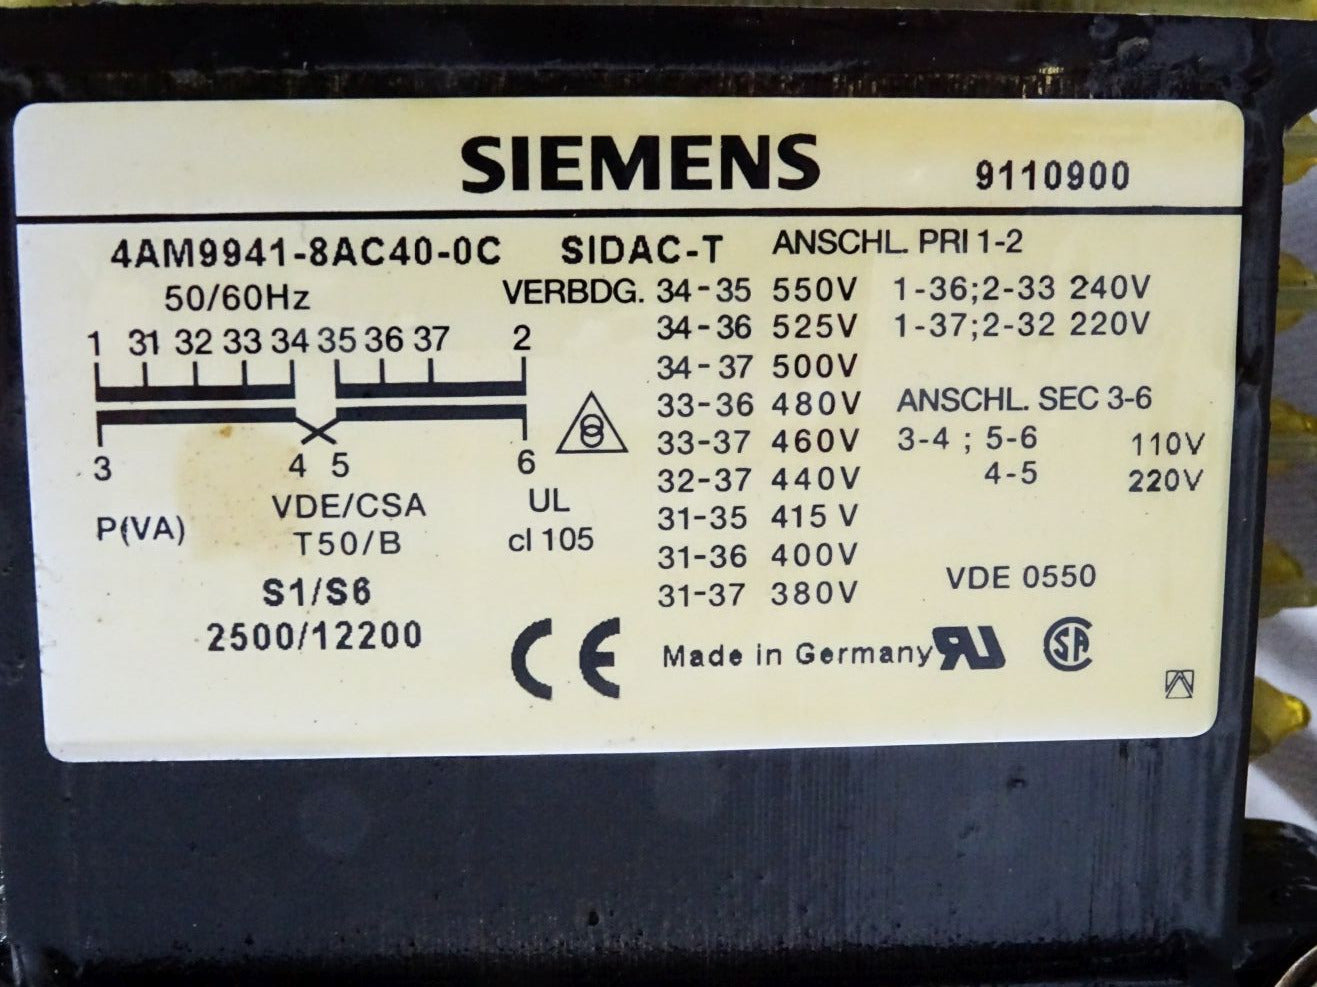 SIEMENS 9110900
4AM9941-8AC40-0C SIDAC-T ANSCHL. PRI 1-2
50/60Hz VERBDG. 34-35 550V 1-36;2-33 240V
34-36 525V 1-37;2-32 220V
1 31 32 33 34 35 36 37 2
34-37 500V
33-36 480V ANSCHL. SEC 3-6
33-37 460V 3-4 ; 5-6 110V
3 4 5 6
32-37 440V 4-5 220V
P(VA) VDE/CSA UL
T50/B cl 105
31-35 415 V
31-36 400V
VDE 0550
S1/S6 31-37 380V
2500/12200
CE Made in Germany RU SA